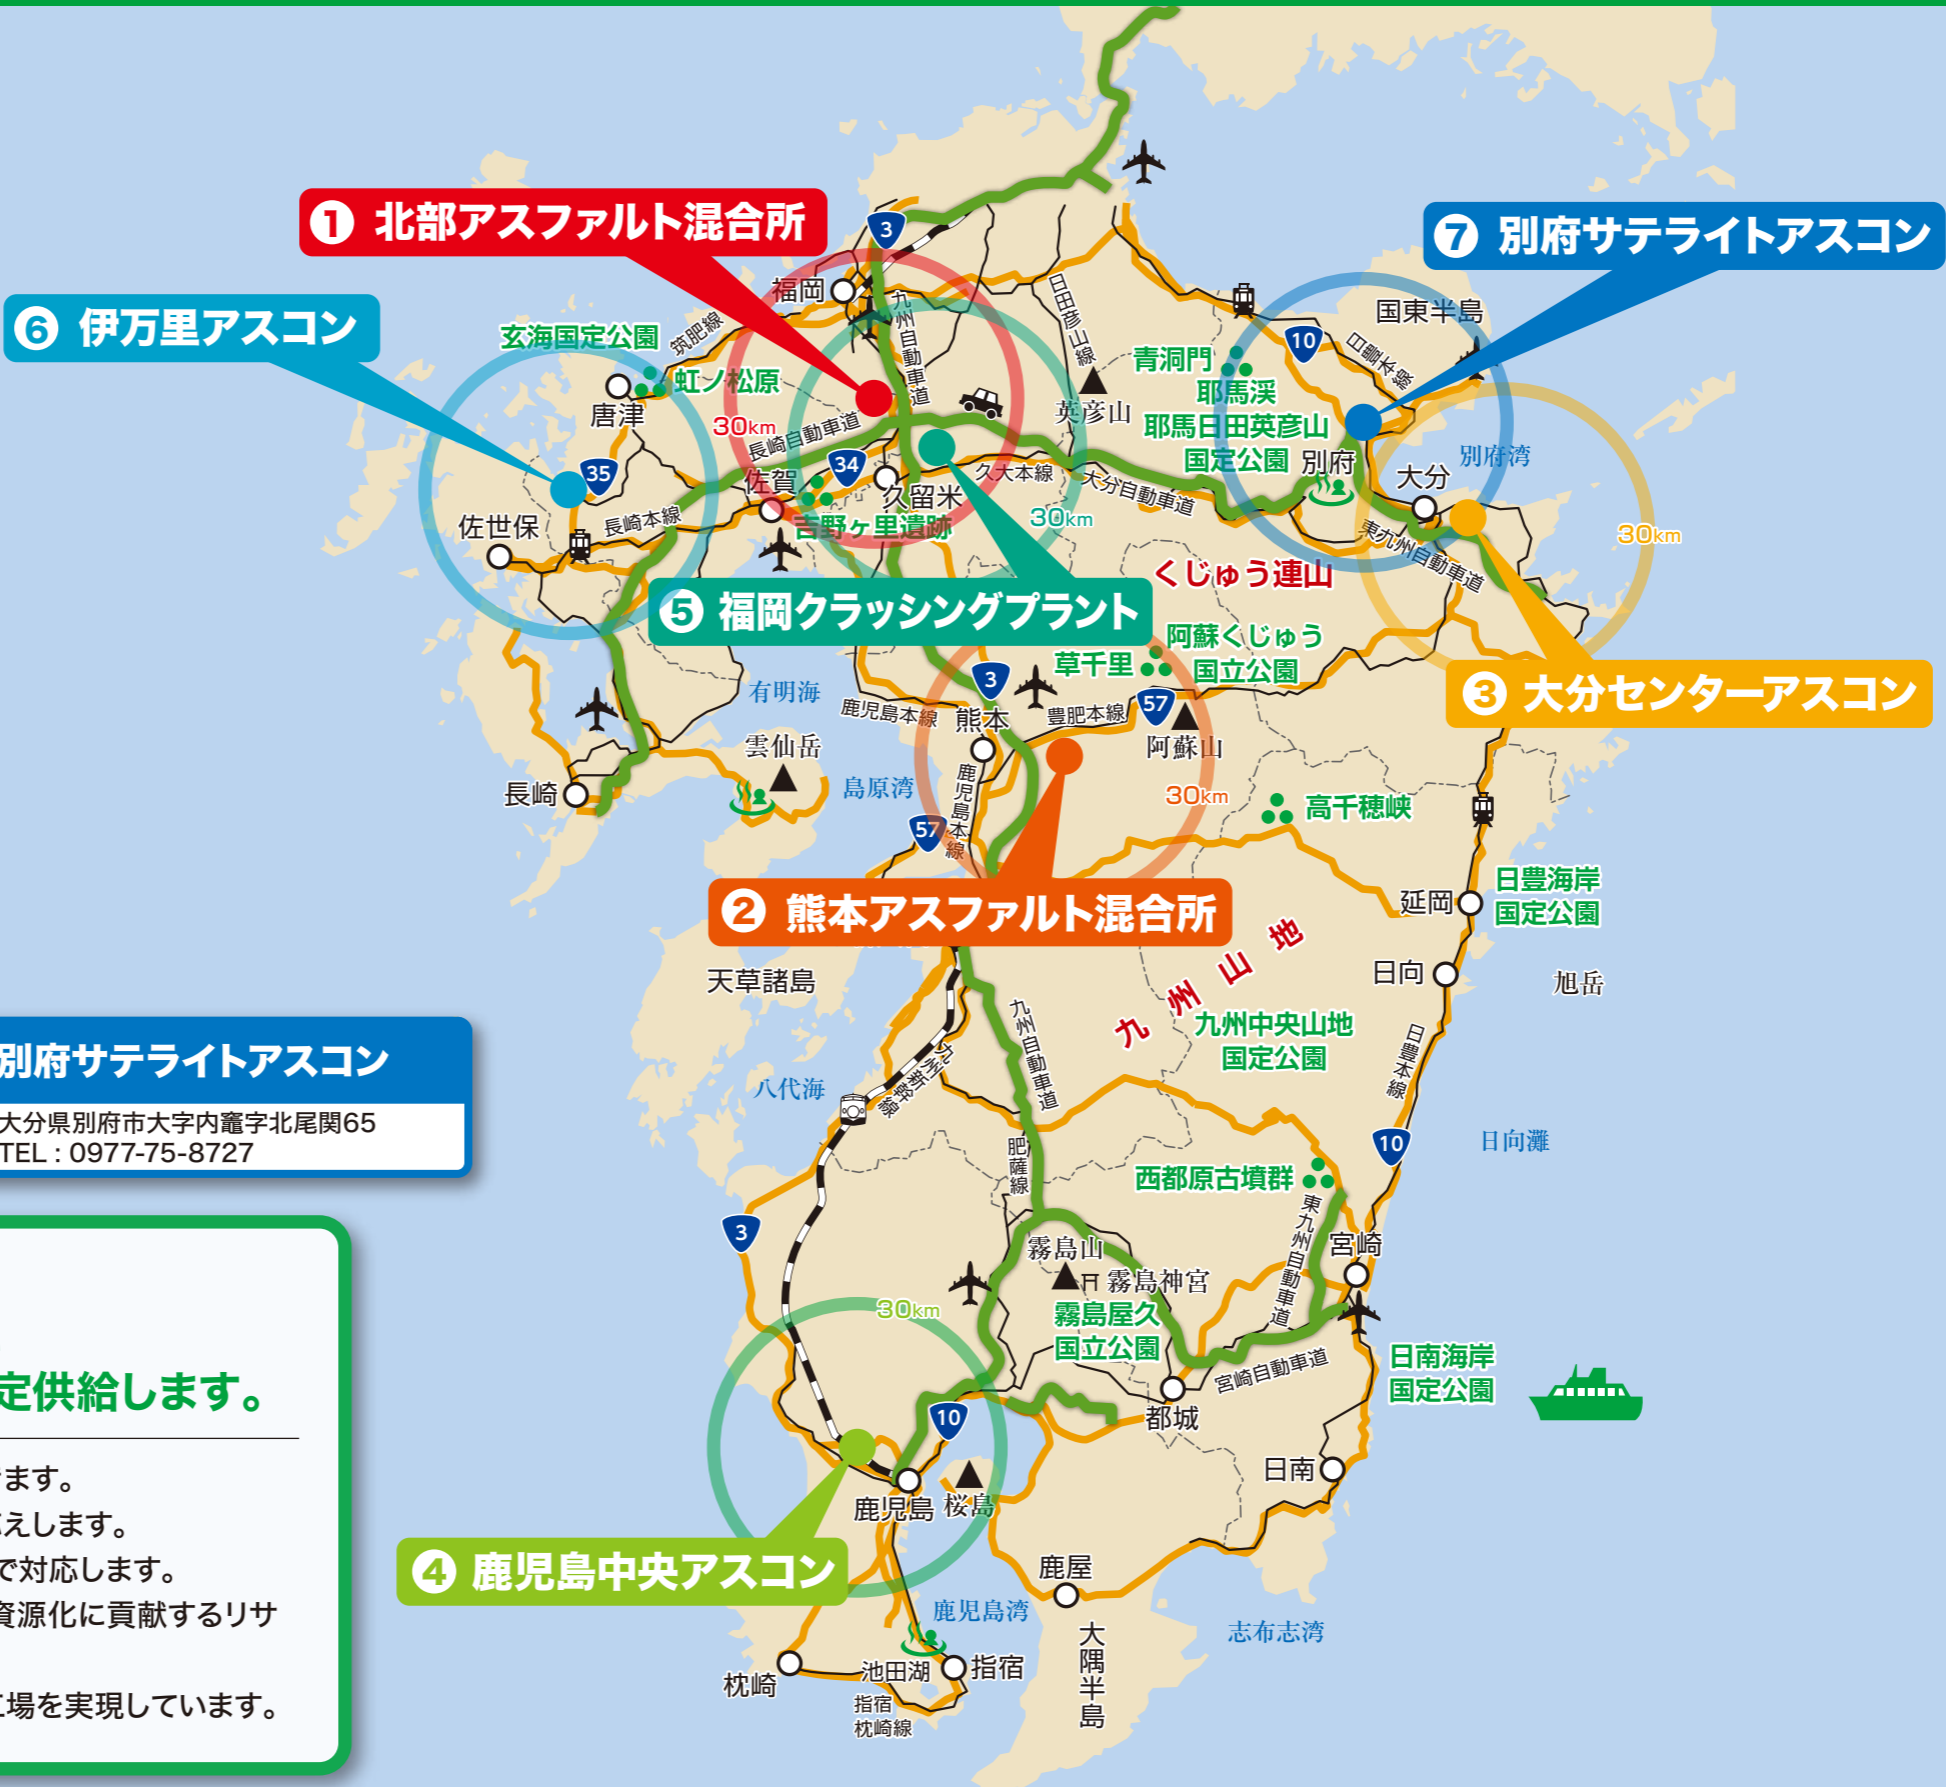 ❶ 北部アスファルト混合所
❼ 別府サテライトアスコン
❻ 伊万里アスコン
3
福岡
九州自動車道
日田彦山線
国東半島
10
日豊本線
玄海国定公園
筑肥線
虹ノ松原
唐津
青洞門
耶馬渓
耶馬日田英彦山
国定公園
英彦山
30km
長崎自動車道
35
34
佐賀
久留米
久大本線
大分自動車道
別府
別府湾
大分
吉野ヶ里遺跡
30km
30km
東九州自動車道
佐世保
長崎本線
くじゅう連山
❺ 福岡クラッシングプラント
阿蘇くじゅう
国立公園
草千里
3
57
❸ 大分センターアスコン
有明海
鹿児島本線
熊本
豊肥本線
阿蘇山
雲仙岳
島原湾
長崎
鹿児島本線
30km
高千穂峡
57
❷ 熊本アスファルト混合所
延岡
日豊海岸
国定公園
九州山地
天草諸島
日向
旭岳
九州自動車道
九州中央山地
国定公園
日豊本線
別府サテライトアスコン
大分県別府市大字内竈字北尾関65
TEL : 0977-75-8727
八代海
九州新幹線
10
日向灘
肥薩線
西都原古墳群
3
東九州自動車道
宮崎
霧島山
霧島神宮
霧島屋久
国立公園
30km
宮崎自動車道
日南海岸
国定公園
都城
10
定供給します。
ます。
えします。
で対応します。
資源化に貢献するリサ
工場を実現しています。
鹿児島
桜島
日南
❹ 鹿児島中央アスコン
鹿屋
鹿児島湾
志布志湾
大隅半島
池田湖
指宿
枕崎
指宿
枕崎線